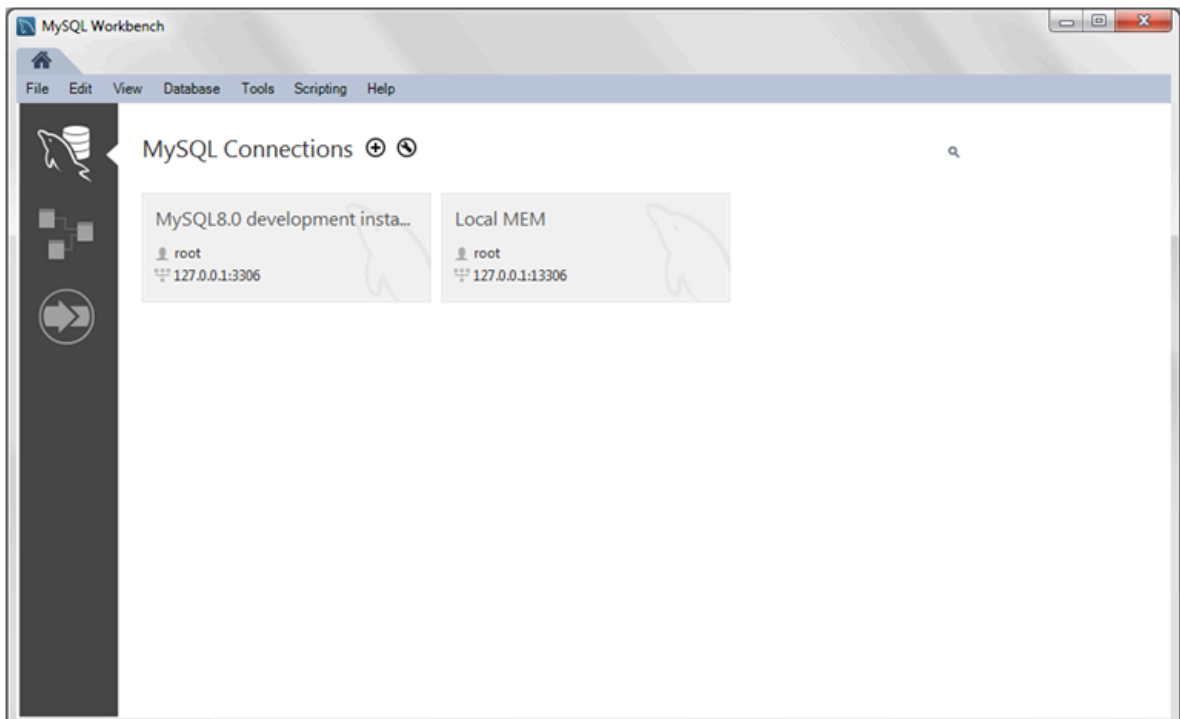 MySQL Workbench
File Edit View Database Tools Scripting Help
MySQL Connections
MySQL8.0 development insta...
root
127.0.0.1:3306
Local MEM
root
127.0.0.1:13306